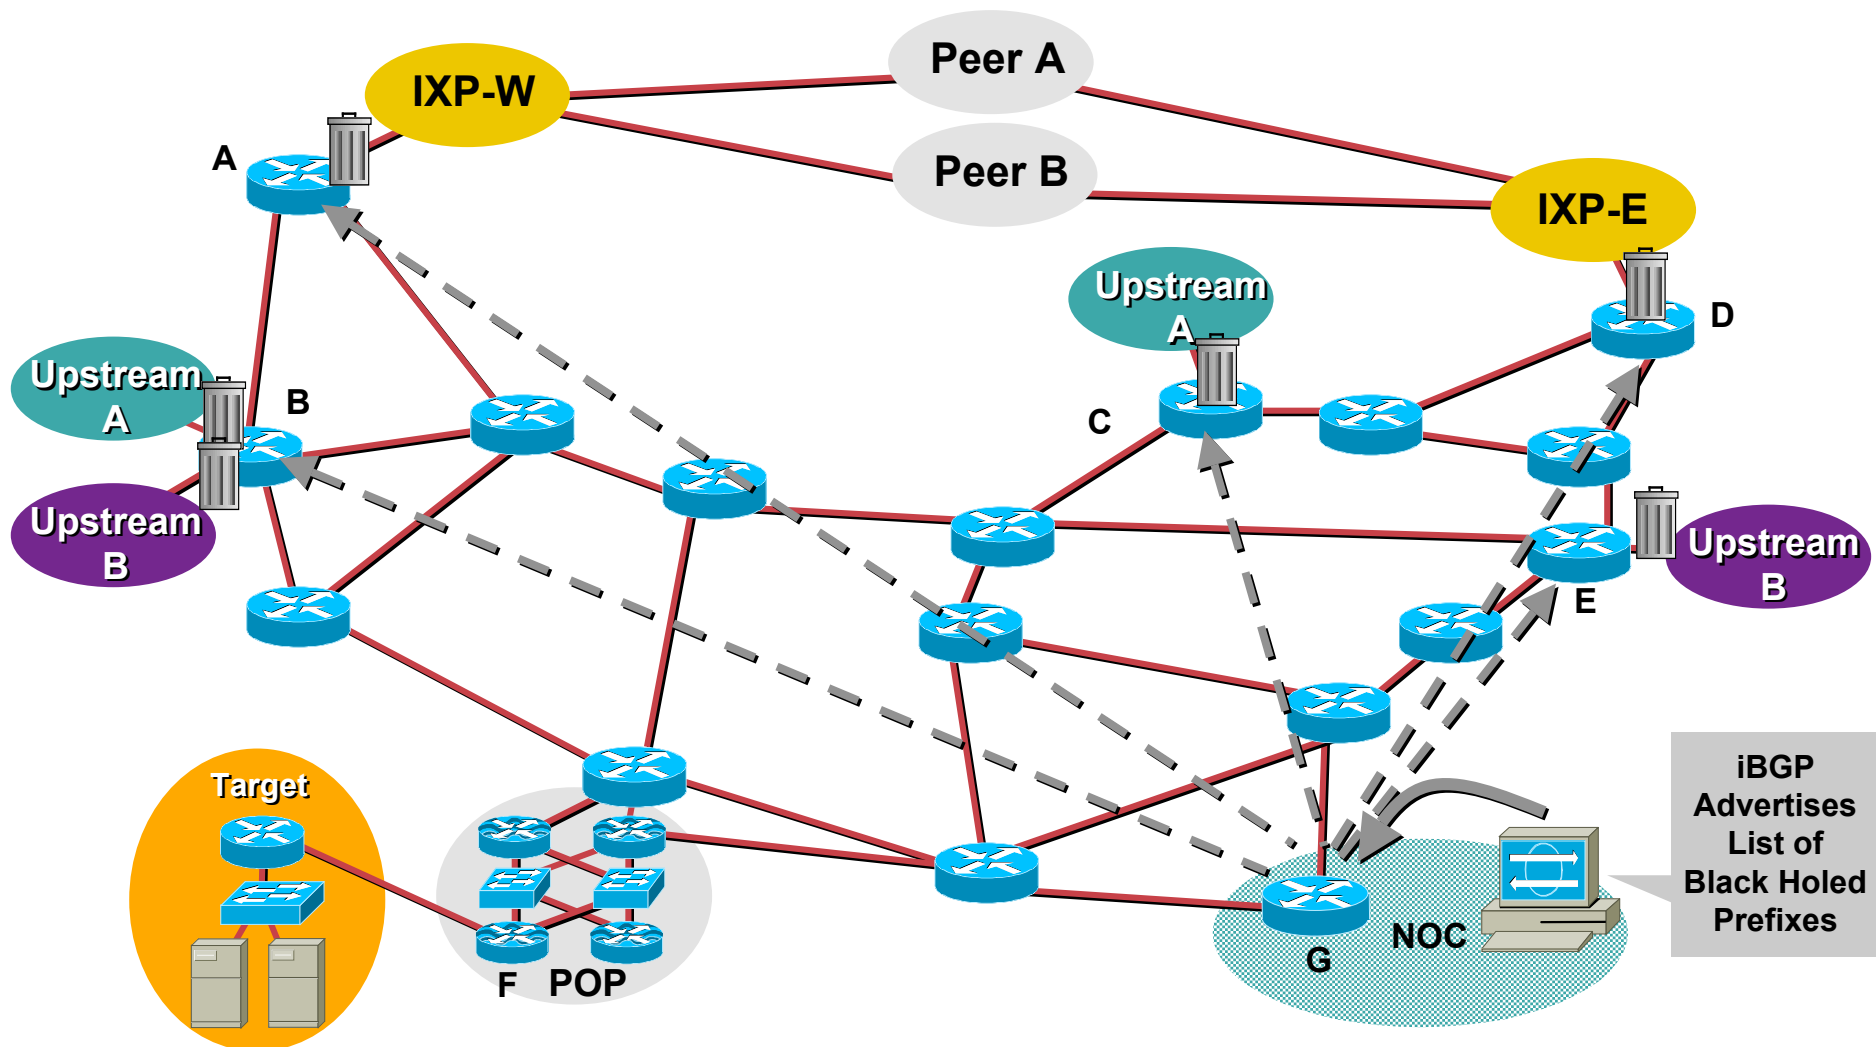 Peer A
IXP-W
A
Peer B
IXP-E
Upstream
A
D
Upstream
A
B
C
Upstream
B
Upstream
B
E
iBGP
Advertises
List of
Black Holed
Prefixes
Target
NOC
G
F
POP